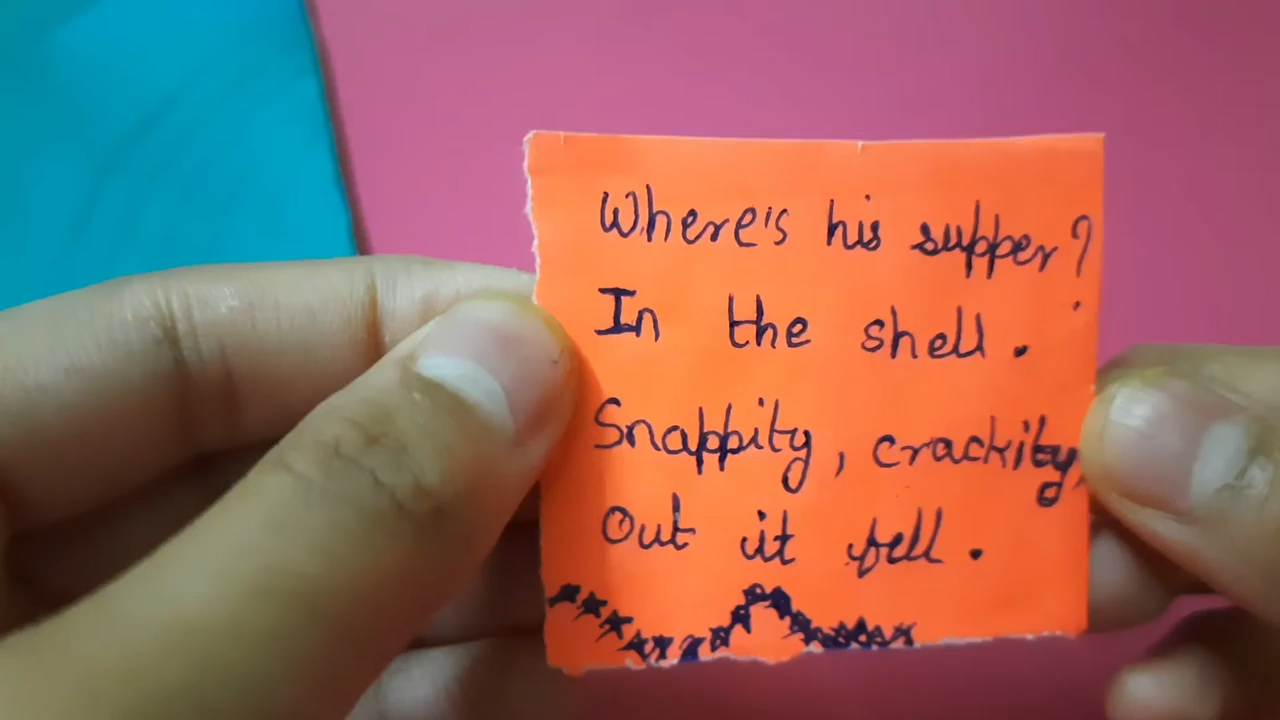 Where's his supper?
In the shell.
Snappity, crackity,
Out it fell.